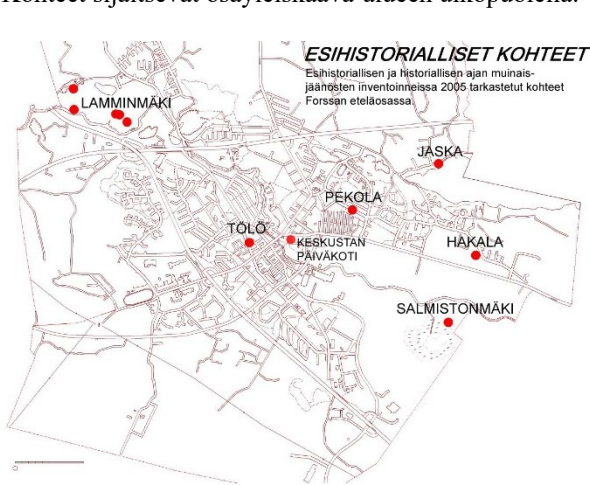 Kohteet sijaitsevat osayleiskaava-alueen ulkopuolella.
ESIHISTORIALLISET KOHTEET
Esihistoriallisen ja historiallisen ajan muinais-
jäänösten inventoinneissa 2005 tarkastetut kohteet
Forssan eteläosassa
LAMMINMÄKI
JASKA
PEKOLA
TÖLÖ
KESKUSTAN
PÄIVÄKOTI
HAKALA
SALMISTONMÄKI